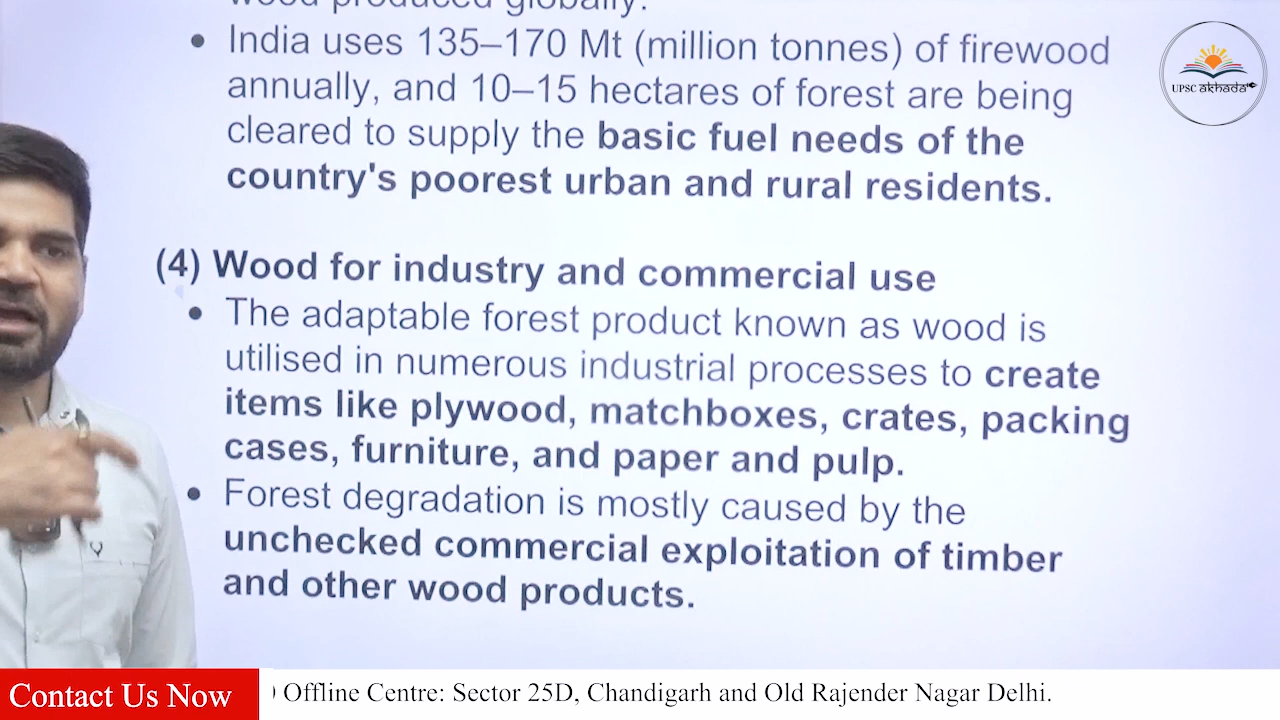 wood produced globally.
• India uses 135–170 Mt (million tonnes) of firewood
annually, and 10–15 hectares of forest are being
cleared to supply the basic fuel needs of the
country's poorest urban and rural residents.
(4) Wood for industry and commercial use
• The adaptable forest product known as wood is
utilised in numerous industrial processes to create
items like plywood, matchboxes, crates, packing
cases, furniture, and paper and pulp.
• Forest degradation is mostly caused by the
unchecked commercial exploitation of timber
and other wood products.
UPSC akhada
Contact Us Now
Offline Centre: Sector 25D, Chandigarh and Old Rajender Nagar Delhi.